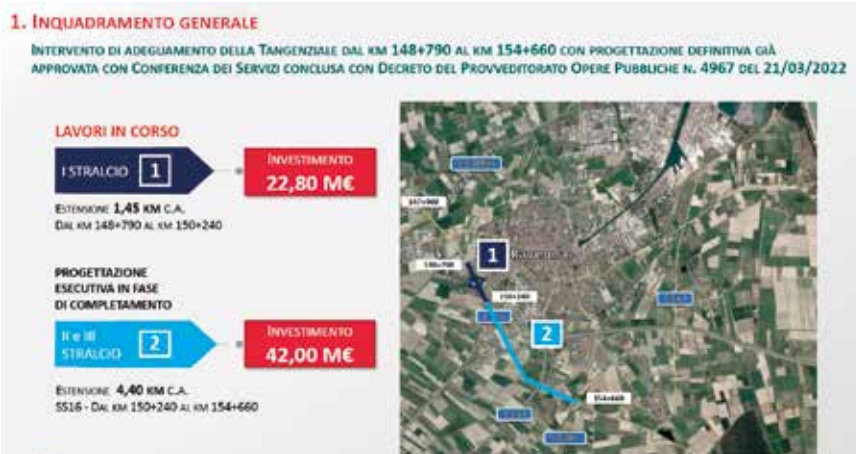 1. INQUADRAMENTO GENERALE
INTERVENTO DI ADEGUAMENTO DELLA TANGENZIALE DAL KM 148+790 AL KM 154+660 CON PROGETTAZIONE DEFINITIVA GIÀ
APPROVATA CON CONFERENZA DEI SERVIZI CONCLUSA CON DECRETO DEL PROVVEDITORATO OPERE PUBBLICHE N. 4967 DEL 21/03/2022
LAVORI IN CORSO
I STRALCIO 1
INVESTIMENTO
22,80 M€
ESTENSIONE 1,45 KM C.A.
DAL KM 148+790 AL KM 150+240
PROGETTAZIONE
ESECUTIVA IN FASE
DI COMPLETAMENTO
II e III
STRALCIO
2
INVESTIMENTO
42,00 M€
ESTENSIONE 4,40 KM C.A.
SS16 - DAL KM 150+240 AL KM 154+660
1
Ravenna
150+240
2
154+660